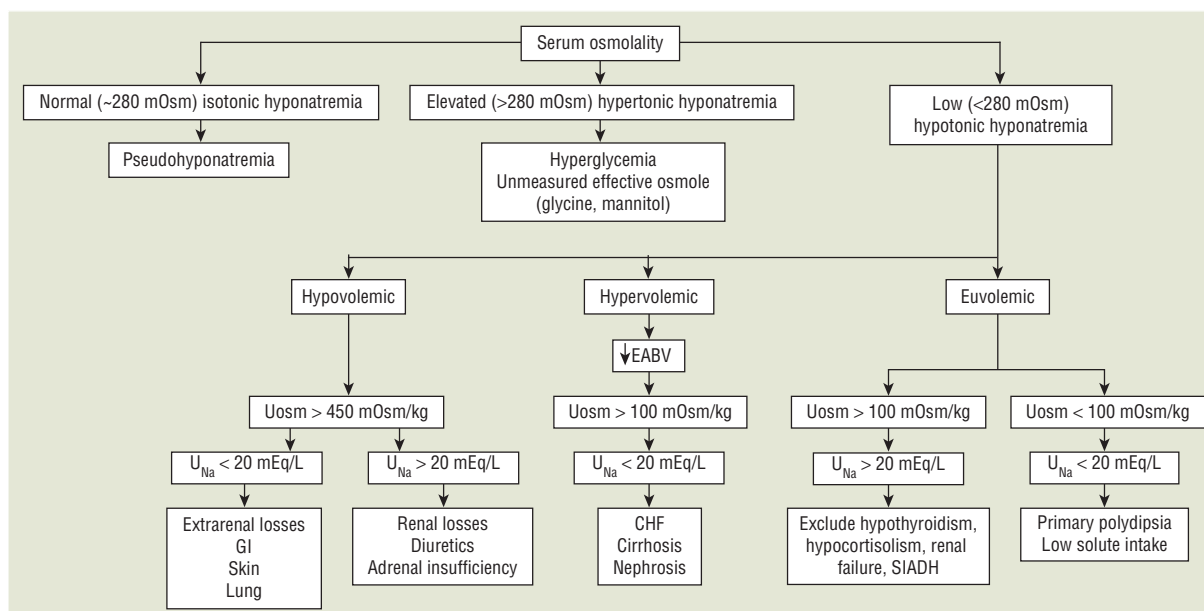 Serum osmolality
Normal (~280 mOsm) isotonic hyponatremia
Elevated (>280 mOsm) hypertonic hyponatremia
Low (<280 mOsm)
hypotonic hyponatremia
Pseudohyponatremia
Hyperglycemia
Unmeasured effective osmole
(glycine, mannitol)
Hypovolemic
Hypervolemic
Euvolemic
↓EABV
Uosm > 450 mOsm/kg
Uosm > 100 mOsm/kg
Uosm > 100 mOsm/kg
Uosm < 100 mOsm/kg
UNa < 20 mEq/L
UNa > 20 mEq/L
UNa < 20 mEq/L
UNa > 20 mEq/L
UNa < 20 mEq/L
Extrarenal losses
GI
Skin
Lung
Renal losses
Diuretics
Adrenal insufficiency
CHF
Cirrhosis
Nephrosis
Exclude hypothyroidism,
hypocortisolism, renal
failure, SIADH
Primary polydipsia
Low solute intake